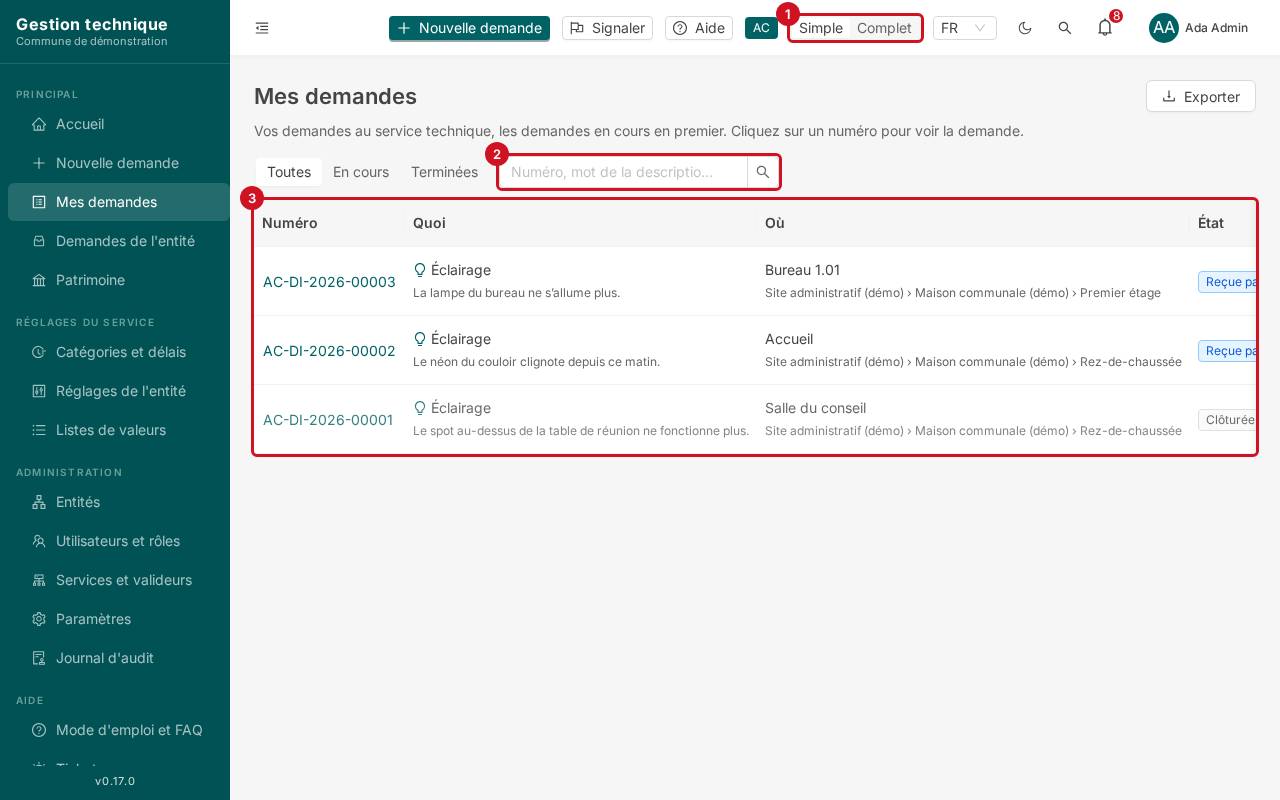 Gestion technique
Commune de démonstration
PRINCIPAL
Accueil
Nouvelle demande
Mes demandes
Demandes de l'entité
Patrimoine
RÉGLAGES DU SERVICE
Catégories et délais
Réglages de l'entité
Listes de valeurs
ADMINISTRATION
Entités
Utilisateurs et rôles
Services et valideurs
Paramètres
Journal d'audit
AIDE
Mode d'emploi et FAQ
v0.17.0
Nouvelle demande
Signaler
Aide
AC
1
Simple
Complet
FR
8
AA
Ada Admin
Mes demandes
Exporter
Vos demandes au service technique, les demandes en cours en premier. Cliquez sur un numéro pour voir la demande.
Toutes
En cours
Terminées
2
Numéro, mot de la descriptio...
3
Numéro
Quoi
Où
État
AC-DI-2026-00003
Éclairage
La lampe du bureau ne s’allume plus.
Bureau 1.01
Site administratif (démo) › Maison communale (démo) › Premier étage
Reçue pa
AC-DI-2026-00002
Éclairage
Le néon du couloir clignote depuis ce matin.
Accueil
Site administratif (démo) › Maison communale (démo) › Rez-de-chaussée
Reçue pa
AC-DI-2026-00001
Éclairage
Le spot au-dessus de la table de réunion ne fonctionne plus.
Salle du conseil
Site administratif (démo) › Maison communale (démo) › Rez-de-chaussée
Clôturée